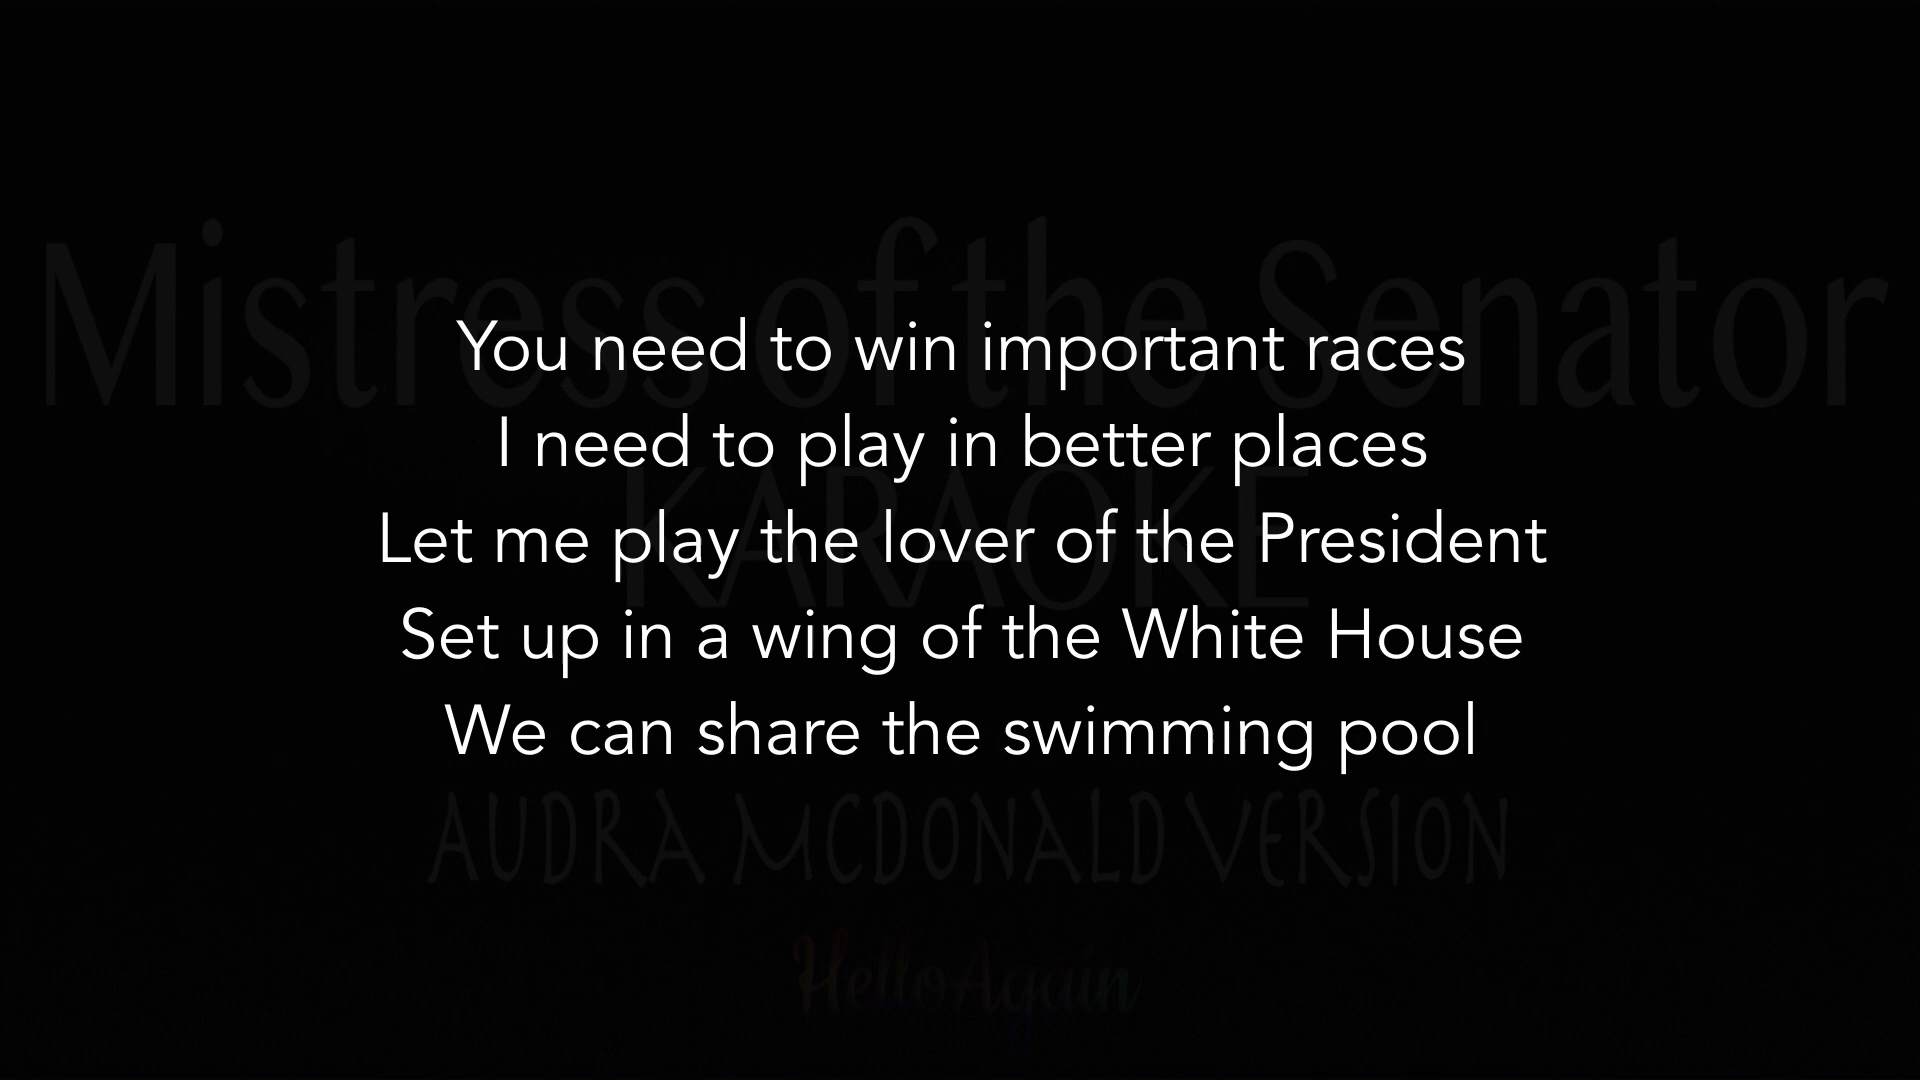 Mistress of the Senator
You need to win important races
I need to play in better places
KARAOKE
Let me play the lover of the President
Set up in a wing of the White House
We can share the swimming pool
AUDRA MCDONALD VERSION
Hello Again